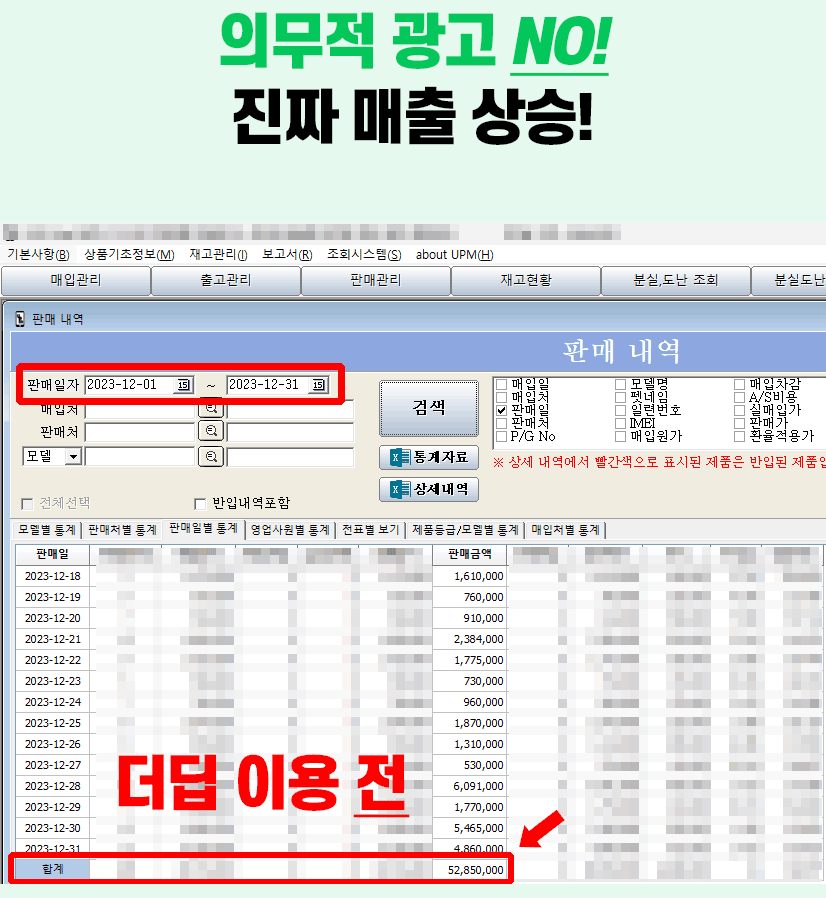 의무적 광고 NO!
진짜 매출 상승!
기본사항(B) 상품기초정보(M) 재고관리(I) 보고서(R) 조회시스템(S) about UPM(H)
매입관리 출고관리 판매관리 재고현황 분실,도난 조회 분실도난
판매 내역
판매 내역
판매일자 2023-12-01 15 ~ 2023-12-31 15
매입처
판매처
모델
검색
통계자료
상세내역
매입일 모델명 매입차감
매입처 펫네임 A/S비용
판매일 일련번호 실매입가
판매처 IMEI 판매가
P/G No 매입원가 환율적용가
※ 상세 내역에서 빨간색으로 표시된 제품은 반입된 제품입
전체선택 반입내역포함
모델별 통계 판매처별 통계 판매일별 통계 영업사원별 통계 전표별 보기 제품등급/모델별 통계 매입처별 통계
판매일 판매금액
2023-12-18 1,610,000
2023-12-19 760,000
2023-12-20 910,000
2023-12-21 2,384,000
2023-12-22 1,775,000
2023-12-23 730,000
2023-12-24 960,000
2023-12-25 1,870,000
2023-12-26 1,310,000
2023-12-27 530,000
2023-12-28 6,091,000
2023-12-29 1,770,000
2023-12-30 5,465,000
2023-12-31 4,860,000
합계 52,850,000
더딥 이용 전